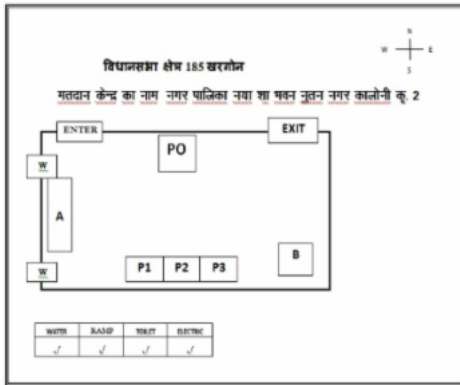 N
W E
S
विधानसभा क्षेत्र 185 खरगोन
मतदान केन्द्र का नाम नगर पालिका नया शा भवन नूतन नगर कालोनी कृ. 2
ENTER
EXIT
PO
W
A
W
P1 P2 P3
B
WATER RAMP TOILET ELECTRIC
√ √ √ √